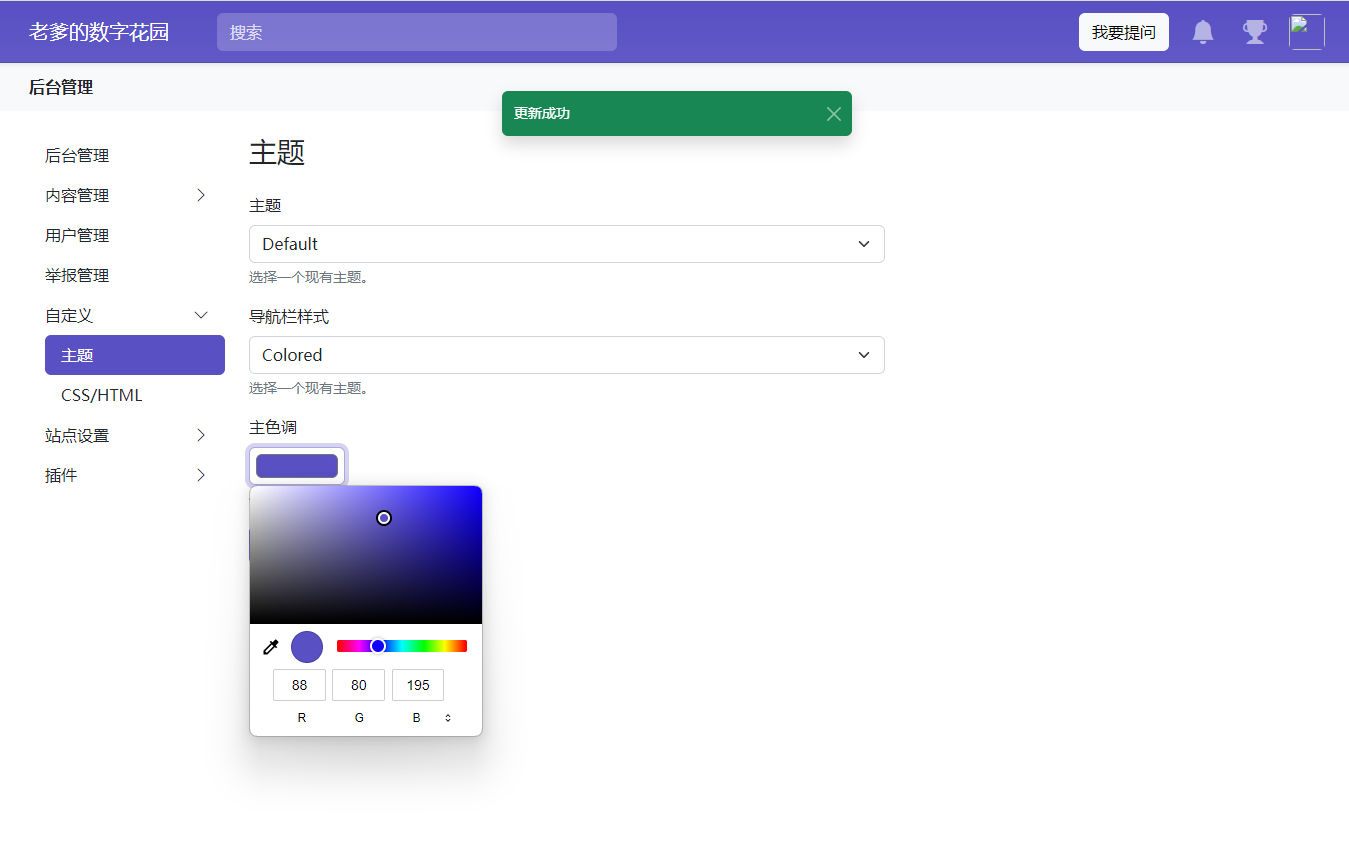 老爹的数字花园
搜索
我要提问
后台管理
更新成功
后台管理
内容管理
用户管理
举报管理
自定义
主题
CSS/HTML
站点设置
插件
主题
主题
Default
选择一个现有主题。
导航栏样式
Colored
选择一个现有主题。
主色调
88 80 195
R G B